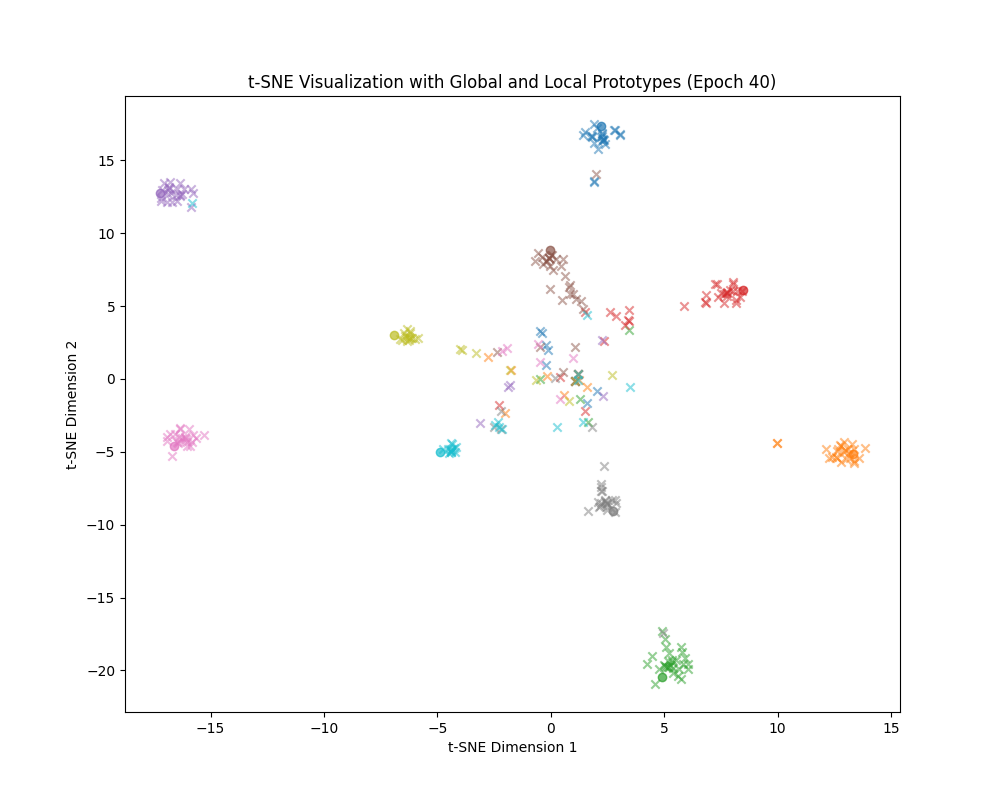 t-SNE Visualization with Global and Local Prototypes (Epoch 40)
15
10
5
0
−5
−10
−15
−20
t-SNE Dimension 2
−15 −10 −5 0 5 10 15
t-SNE Dimension 1